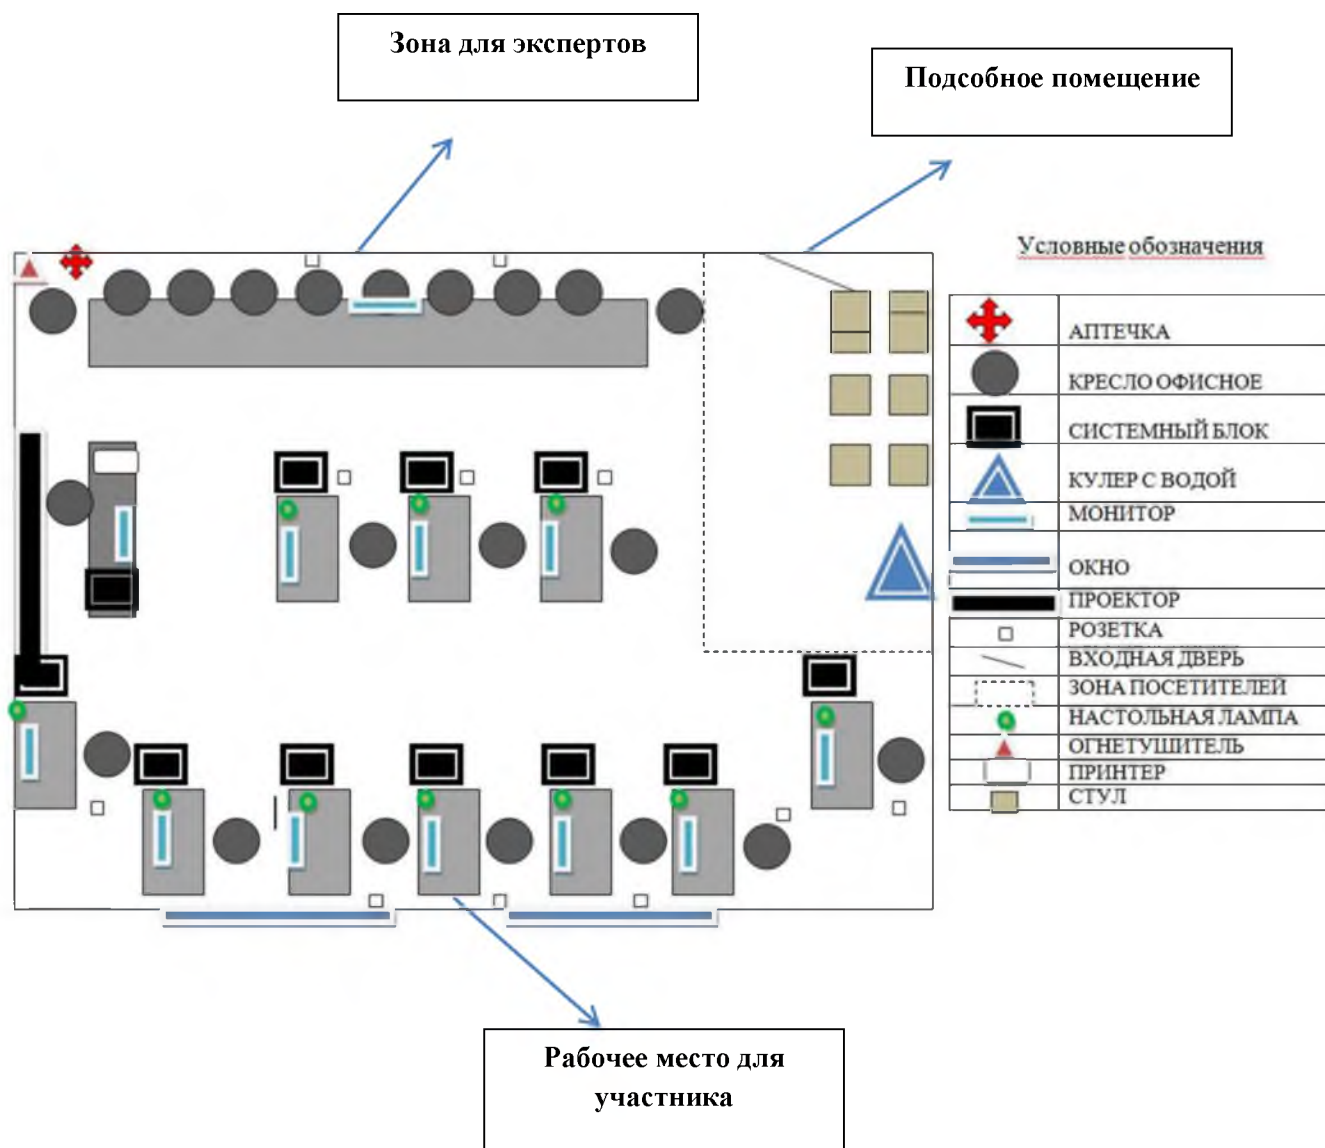 Зона для экспертов
Подсобное помещение
Условные обозначения
АПТЕЧКА
КРЕСЛО ОФИСНОЕ
СИСТЕМНЫЙ БЛОК
КУЛЕР С ВОДОЙ
МОНИТОР
ОКНО
ПРОЕКТОР
РОЗЕТКА
ВХОДНАЯ ДВЕРЬ
ЗОНА ПОСЕТИТЕЛЕЙ
НАСТОЛЬНАЯ ЛАМПА
ОГНЕТУШИТЕЛЬ
ПРИНТЕР
СТУЛ
Рабочее место для
участника